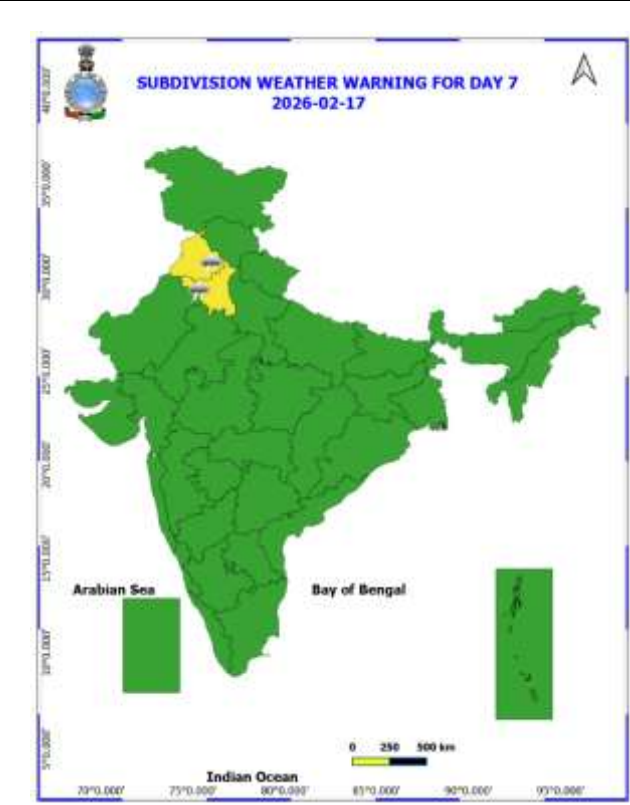 SUBDIVISION WEATHER WARNING FOR DAY 7
2026-02-17
40°0.000'
35°0.000'
30°0.000'
25°0.000'
20°0.000'
15°0.000'
10°0.000'
5°0.000'
Arabian Sea
Bay of Bengal
0 250 500 km
Indian Ocean
70°0.000' 75°0.000' 80°0.000' 85°0.000' 90°0.000' 95°0.000'